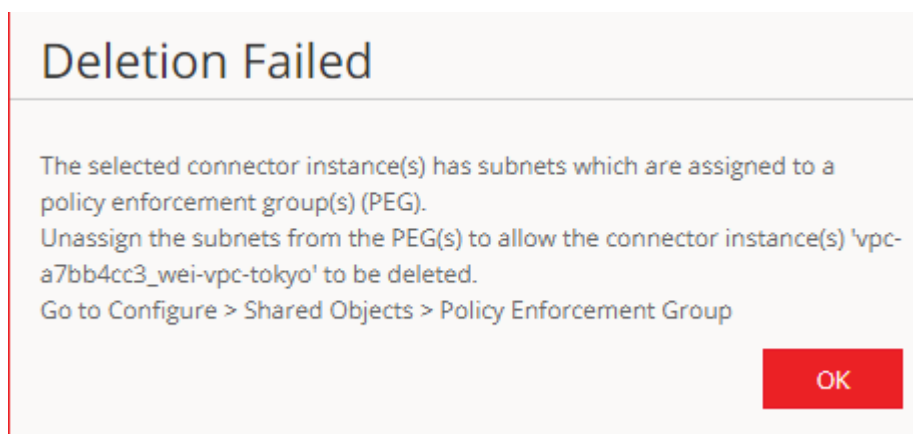 Deletion Failed
The selected connector instance(s) has subnets which are assigned to a
policy enforcement group(s) (PEG).
Unassign the subnets from the PEG(s) to allow the connector instance(s) 'vpc-
a7bb4cc3_wei-vpc-tokyo' to be deleted.
Go to Configure > Shared Objects > Policy Enforcement Group
OK